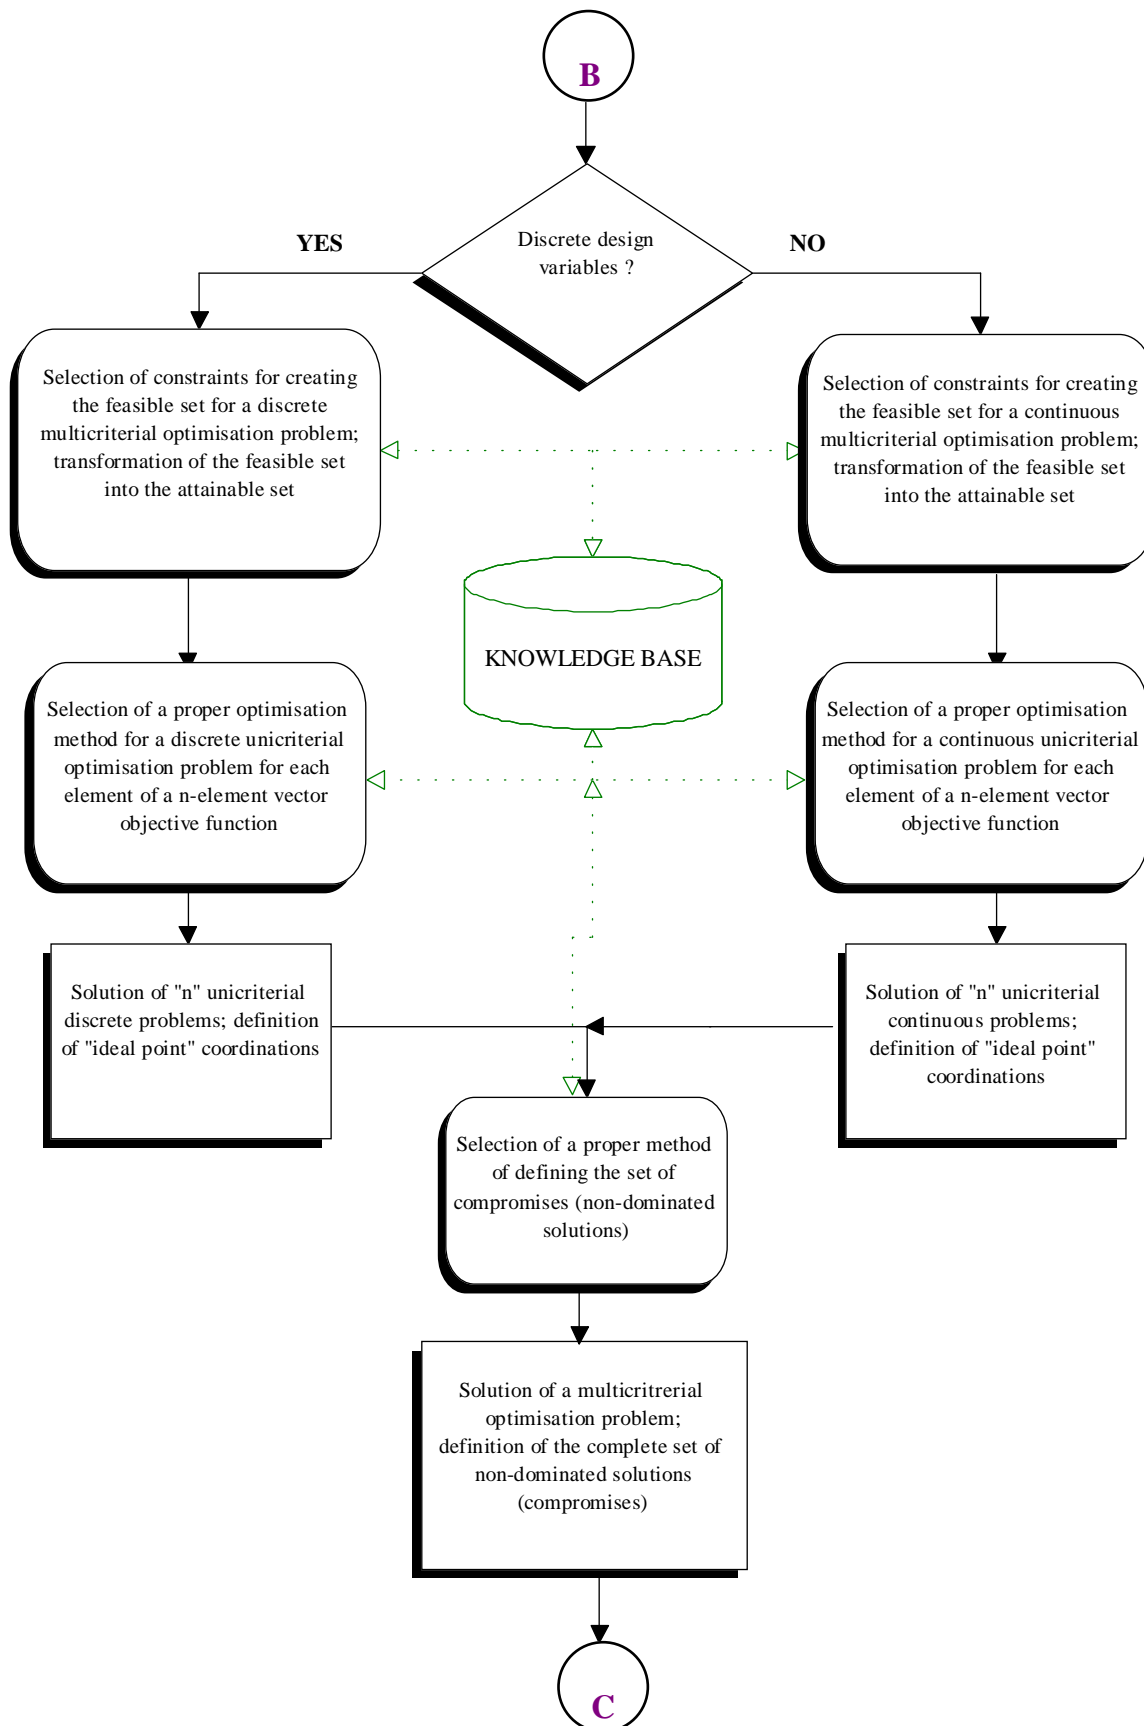 B
YES
Discrete design
variables ?
NO
Selection of constraints for creating
the feasible set for a discrete
multicriterial optimisation problem;
transformation of the feasible set
into the attainable set
Selection of constraints for creating
the feasible set for a continuous
multicriterial optimisation problem;
transformation of the feasible set
into the attainable set
KNOWLEDGE BASE
Selection of a proper optimisation
method for a discrete unicriterial
optimisation problem for each
element of a n-element vector
objective function
Selection of a proper optimisation
method for a continuous unicriterial
optimisation problem for each
element of a n-element vector
objective function
Solution of "n" unicriterial
discrete problems; definition
of "ideal point" coordinations
Solution of "n" unicriterial
continuous problems;
definition of "ideal point"
coordinations
Selection of a proper method
of defining the set of
compromises (non-dominated
solutions)
Solution of a multicritrerial
optimisation problem;
definition of the complete set of
non-dominated solutions
(compromises)
C